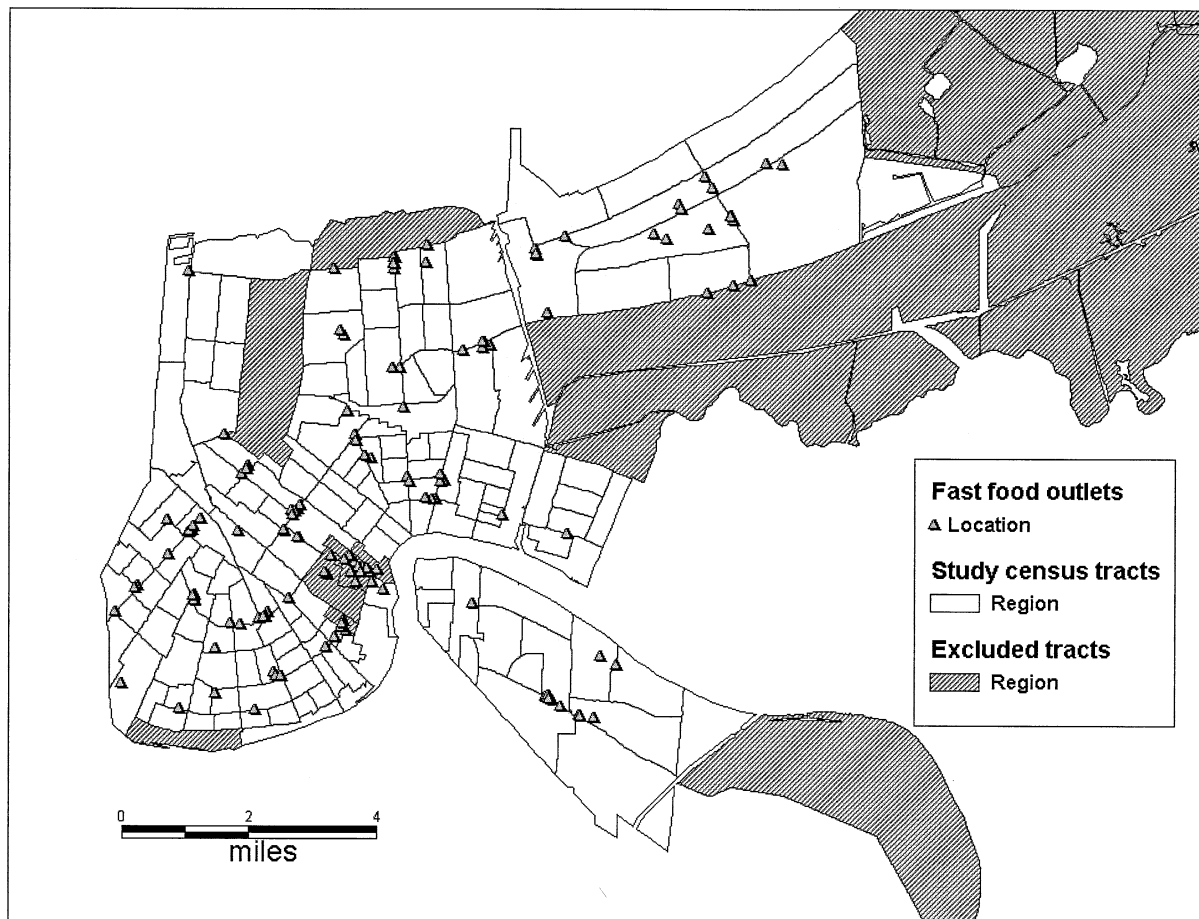 Fast food outlets
Location
Study census tracts
Region
Excluded tracts
Region
0 2 4
miles